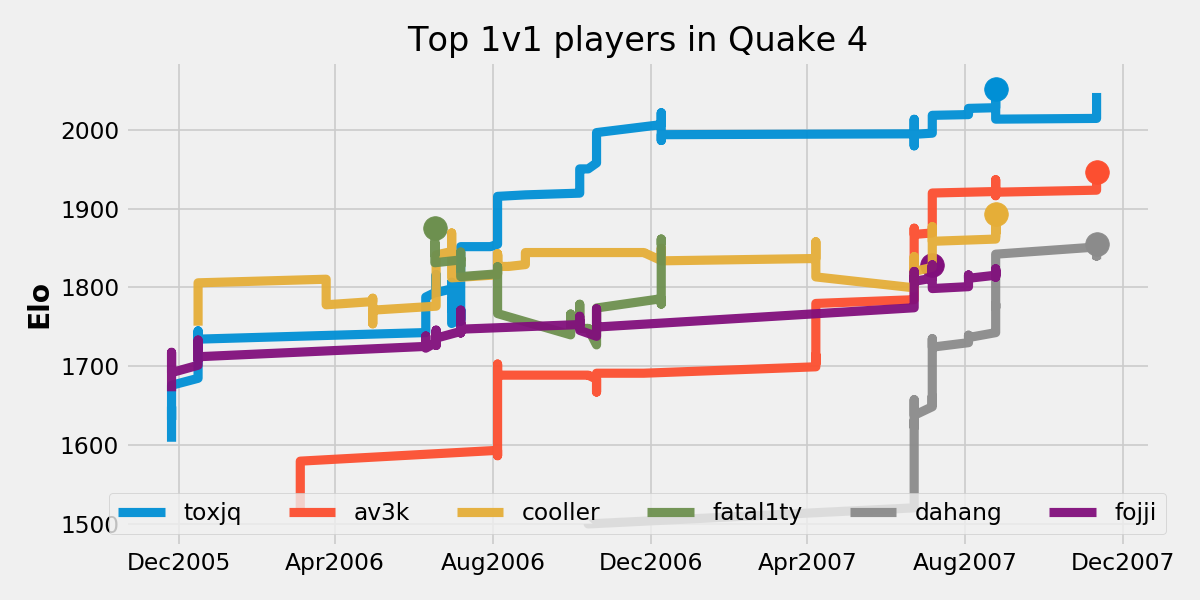 Top 1v1 players in Quake 4
Elo
2000
1900
1800
1700
1600
1500
toxjq av3k cooller fatal1ty dahang fojji
Dec2005 Apr2006 Aug2006 Dec2006 Apr2007 Aug2007 Dec2007